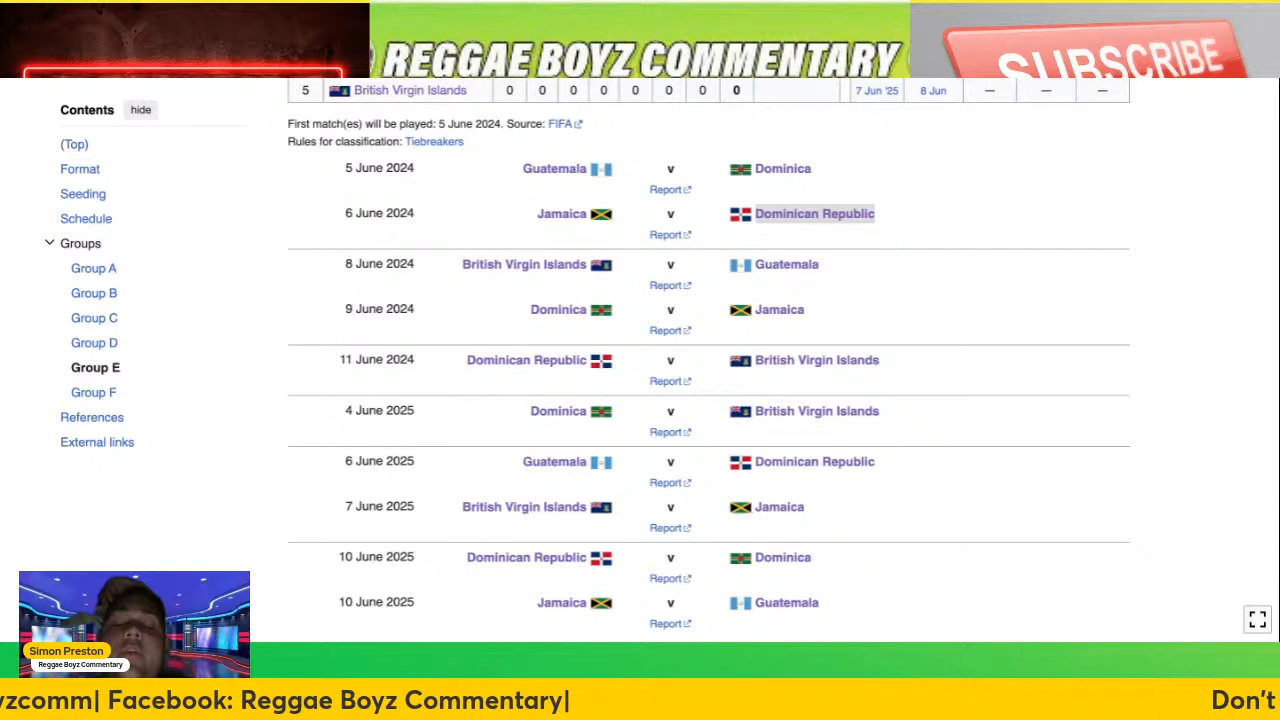 REGGAE BOYZ COMMENTARY
SUBSCRIBE
Contents hide
(Top)
Format
Seeding
Schedule
Groups
Group A
Group B
Group C
Group D
Group E
Group F
References
External links
5 British Virgin Islands 0 0 0 0 0 0 0 0 7 Jun '25 8 Jun — — —
First match(es) will be played: 5 June 2024. Source: FIFA
Rules for classification: Tiebreakers
5 June 2024 Guatemala v Dominica
Report
6 June 2024 Jamaica v Dominican Republic
Report
8 June 2024 British Virgin Islands v Guatemala
Report
9 June 2024 Dominica v Jamaica
Report
11 June 2024 Dominican Republic v British Virgin Islands
Report
4 June 2025 Dominica v British Virgin Islands
Report
6 June 2025 Guatemala v Dominican Republic
Report
7 June 2025 British Virgin Islands v Jamaica
Report
10 June 2025 Dominican Republic v Dominica
Report
10 June 2025 Jamaica v Guatemala
Report
Simon Preston
Reggae Boyz Commentary
yzcomm| Facebook: Reggae Boyz Commentary| Don't